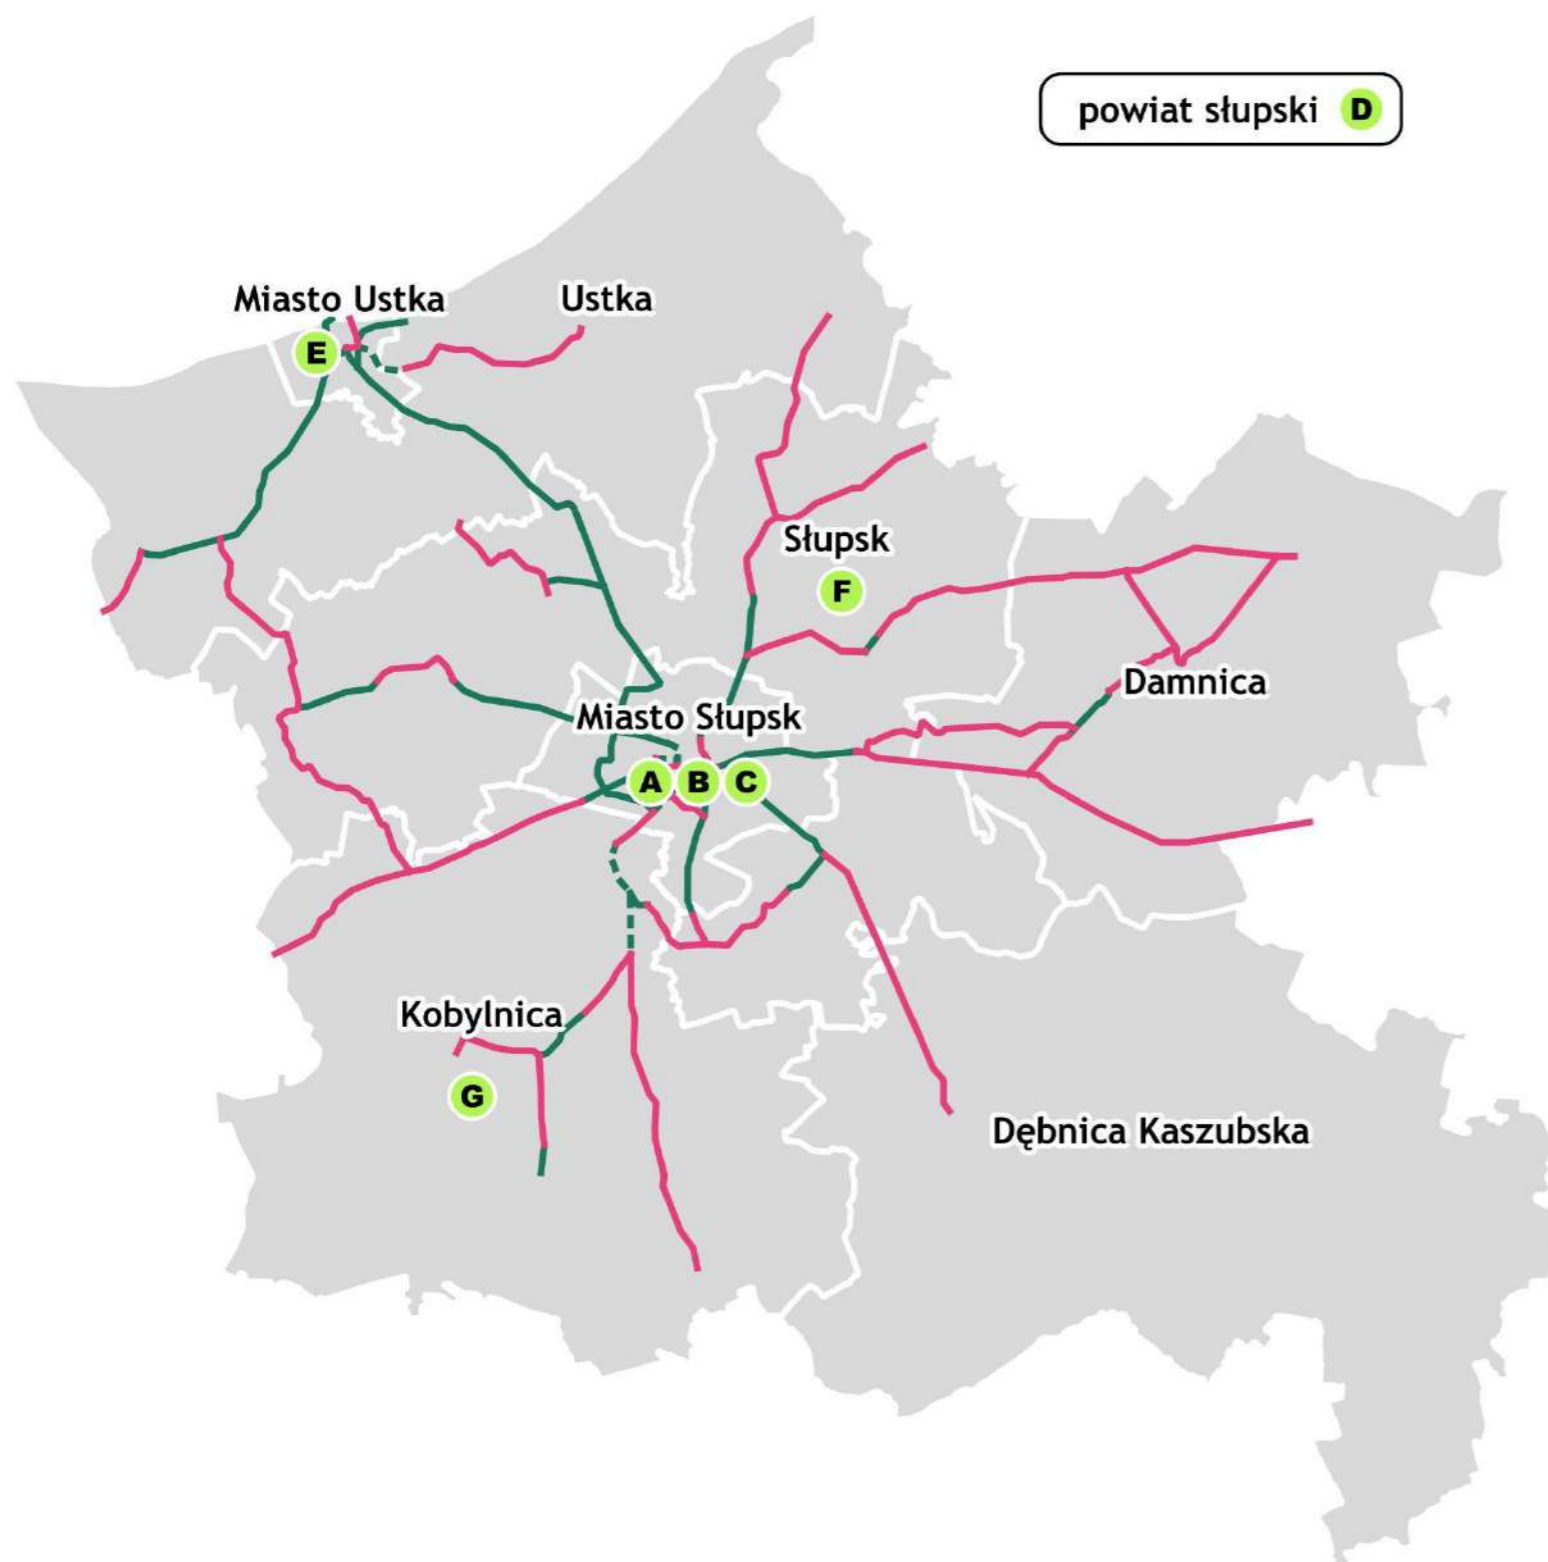 powiat słupski D
Miasto Ustka
Ustka
E
Słupsk
F
Damnica
Miasto Słupsk
A B C
Kobylnica
G
Dębnica Kaszubska